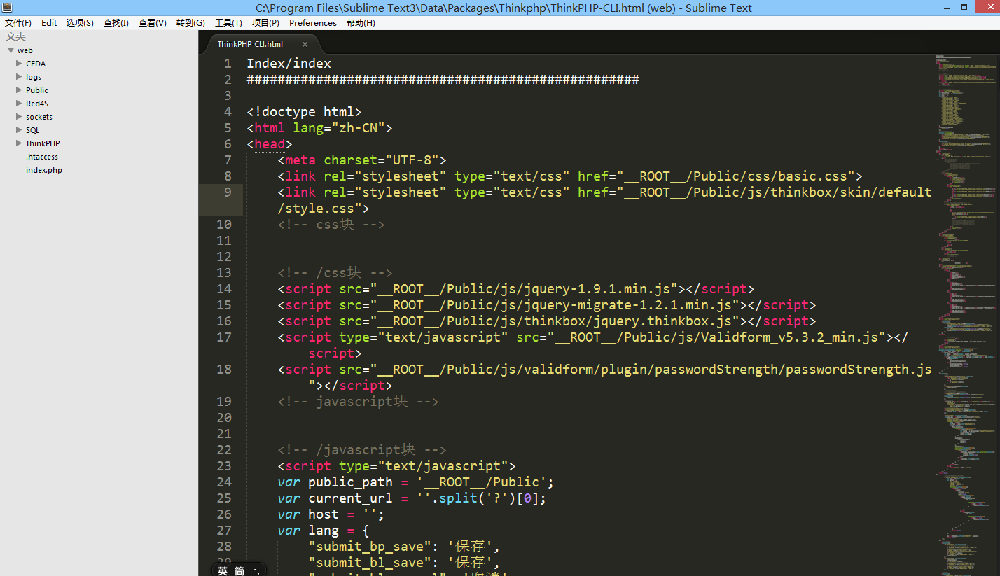 C:\Program Files\Sublime Text3\Data\Packages\Thinkphp\ThinkPHP-CLI.html (web) - Sublime Text
文件(F) Edit 选项(S) 查找(I) 查看(V) 转到(G) 工具(T) 项目(P) Preferences 帮助(H)
文夹
web
CFDA
logs
Public
Red4S
sockets
SQL
ThinkPHP
.htaccess
index.php
ThinkPHP-CLI.html ×
1 Index/index
2 ###################################################
3
4 <!doctype html>
5 <html lang="zh-CN">
6 <head>
7 <meta charset="UTF-8">
8 <link rel="stylesheet" type="text/css" href="__ROOT__/Public/css/basic.css">
9 <link rel="stylesheet" type="text/css" href="__ROOT__/Public/js/thinkbox/skin/default
/style.css">
10 <!-- css块 -->
11
12
13 <!-- /css块 -->
14 <script src="__ROOT__/Public/js/jquery-1.9.1.min.js"></script>
15 <script src="__ROOT__/Public/js/jquery-migrate-1.2.1.min.js"></script>
16 <script src="__ROOT__/Public/js/thinkbox/jquery.thinkbox.js"></script>
17 <script type="text/javascript" src="__ROOT__/Public/js/Validform_v5.3.2_min.js"></
script>
18 <script src="__ROOT__/Public/js/validform/plugin/passwordStrength/passwordStrength.js
"></script>
19 <!-- javascript块 -->
20
21
22 <!-- /javascript块 -->
23 <script type="text/javascript">
24 var public_path = '__ROOT__/Public';
25 var current_url = ''.split('?')[0];
26 var host = '';
27 var lang = {
28 "submit_bp_save": '保存',
29 "submit_bl_save": '保存',
英 简